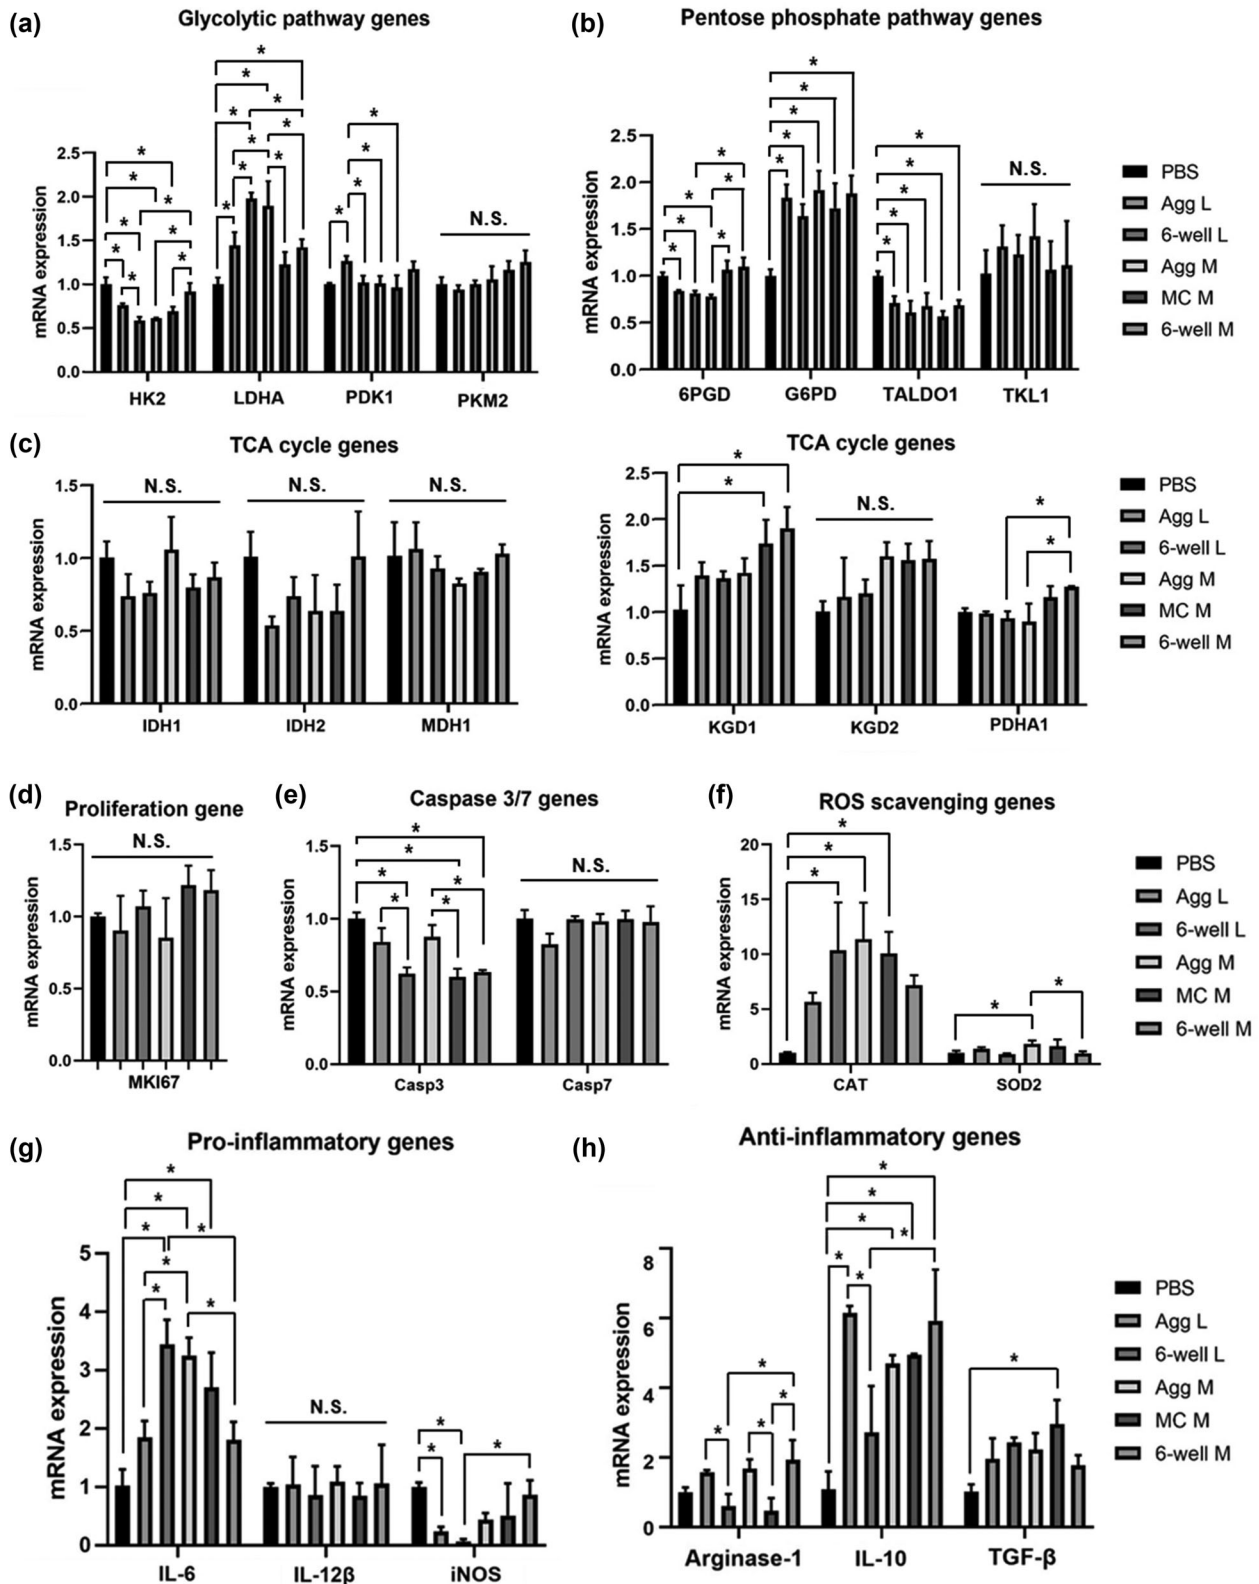 (a) Glycolytic pathway genes
mRNA expression
2.5
2.0
1.5
1.0
0.5
0.0
* * * * * * * * * * * * * * * * * * * * * N.S.
HK2 LDHA PDK1 PKM2
(b) Pentose phosphate pathway genes
mRNA expression
2.5
2.0
1.5
1.0
0.5
0.0
* * * * * * * * * * * * * * * N.S.
6PGD G6PD TALDO1 TKL1
PBS
Agg L
6-well L
Agg M
MC M
6-well M
(c) TCA cycle genes
mRNA expression
1.5
1.0
0.5
0.0
N.S. N.S. N.S.
IDH1 IDH2 MDH1
TCA cycle genes
mRNA expression
2.5
2.0
1.5
1.0
0.5
0.0
* * N.S. * *
KGD1 KGD2 PDHA1
PBS
Agg L
6-well L
Agg M
MC M
6-well M
(d) Proliferation gene
mRNA expression
1.5
1.0
0.5
0.0
N.S.
MKI67
(e) Caspase 3/7 genes
mRNA expression
1.5
1.0
0.5
0.0
* * * * * * N.S.
Casp3 Casp7
(f) ROS scavenging genes
mRNA expression
20
15
10
5
0
* * * * *
CAT SOD2
PBS
Agg L
6-well L
Agg M
MC M
6-well M
(g) Pro-inflammatory genes
mRNA expression
5
4
3
2
1
0
* * * * * * * N.S. * * *
IL-6 IL-12β iNOS
(h) Anti-inflammatory genes
mRNA expression
8
6
4
2
0
* * * * * * * * * * *
Arginase-1 IL-10 TGF-β
PBS
Agg L
6-well L
Agg M
MC M
6-well M